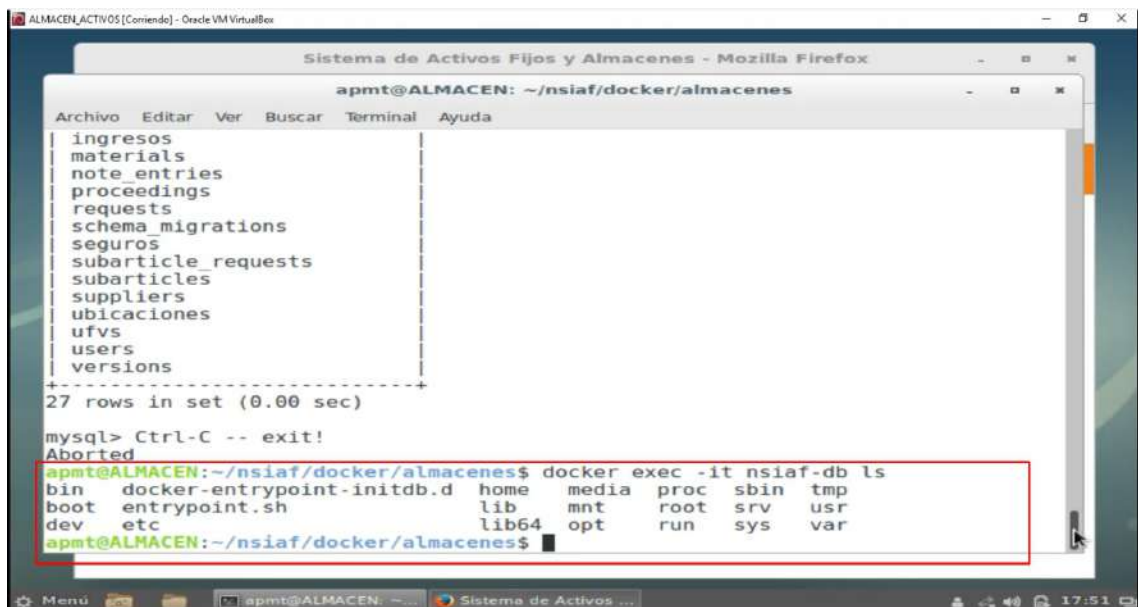 ALMACEN_ACTIVOS [Corriendo] - Oracle VM VirtualBox
Sistema de Activos Fijos y Almacenes - Mozilla Firefox
apmt@ALMACEN: ~/nsiaf/docker/almacenes
Archivo Editar Ver Buscar Terminal Ayuda
| ingresos |
| materials |
| note_entries |
| proceedings |
| requests |
| schema_migrations |
| seguros |
| subarticle_requests |
| subarticles |
| suppliers |
| ubicaciones |
| ufvs |
| users |
| versions |
+-----------------------------+
27 rows in set (0.00 sec)
mysql> Ctrl-C -- exit!
Aborted
apmt@ALMACEN:~/nsiaf/docker/almacenes$ docker exec -it nsiaf-db ls
bin docker-entrypoint-initdb.d home media proc sbin tmp
boot entrypoint.sh lib mnt root srv usr
dev etc lib64 opt run sys var
apmt@ALMACEN:~/nsiaf/docker/almacenes$
Menú apmt@ALMACEN: ~... Sistema de Activos ... 17:51